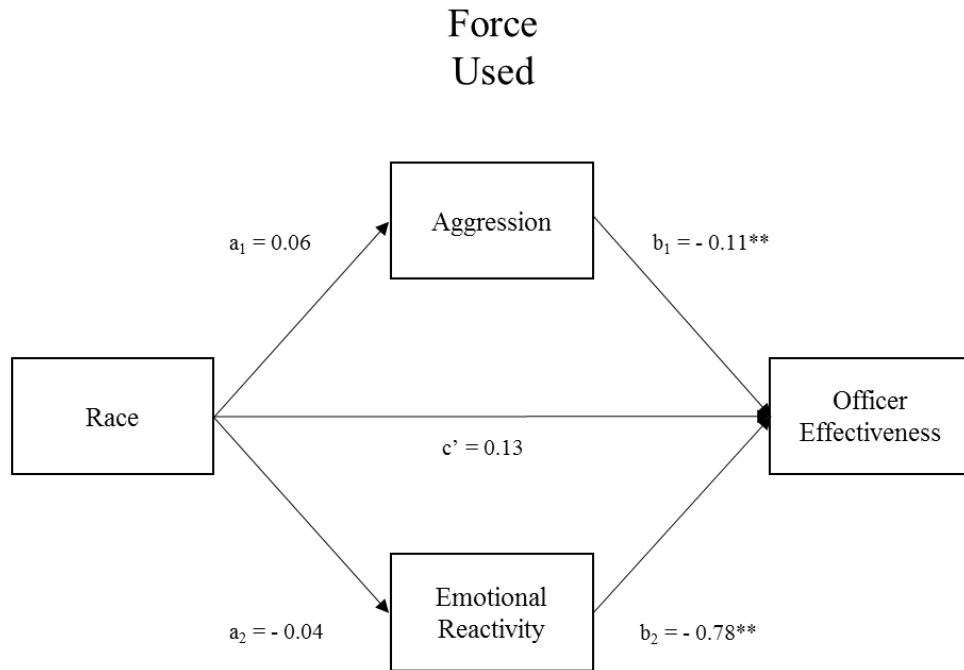 Force
Used
Aggression
a₁ = 0.06
b₁ = - 0.11**
Race
Officer
Effectiveness
c’ = 0.13
Emotional
Reactivity
a₂ = - 0.04
b₂ = - 0.78**